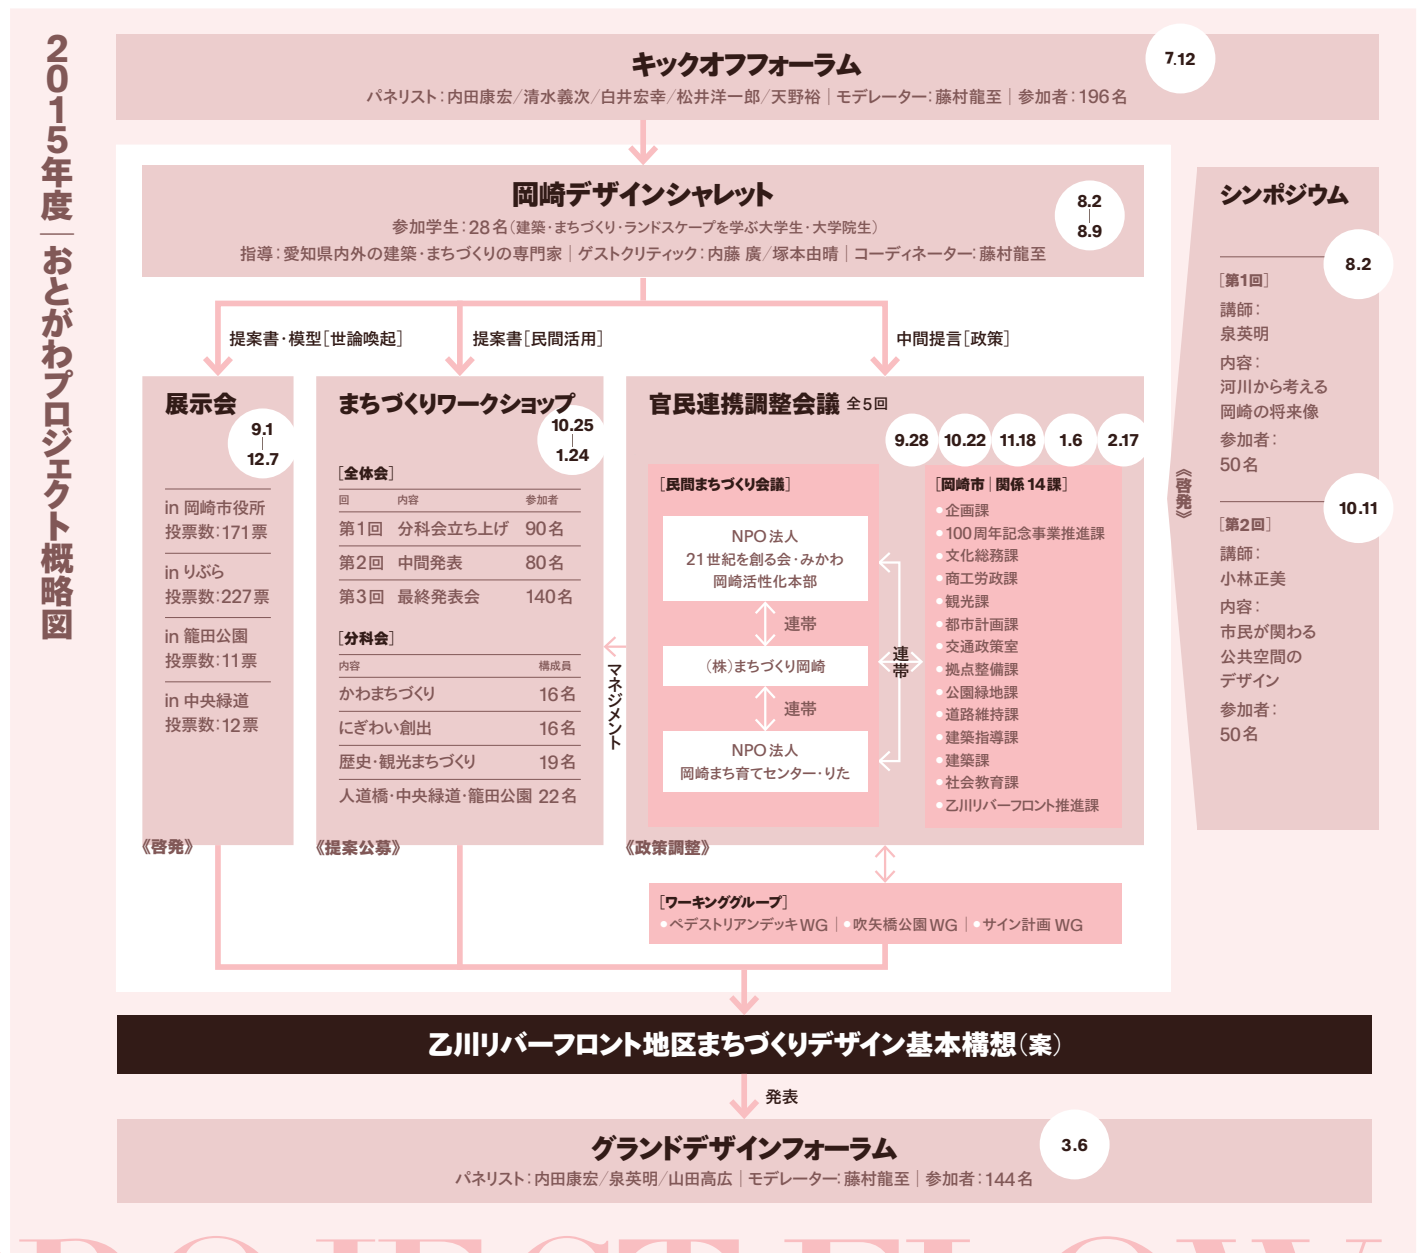 2015年度｜おとがわプロジェクト概略図
キックオフフォーラム
7.12
パネリスト：内田康宏/清水義次/白井宏幸/松井洋一郎/天野裕｜モデレーター：藤村龍至｜参加者：196名
岡崎デザインシャレット
8.2
｜
8.9
参加学生：28名（建築・まちづくり・ランドスケープを学ぶ大学生・大学院生）
指導：愛知県内外の建築・まちづくりの専門家｜ゲストクリティック：内藤 廣/塚本由晴｜コーディネーター：藤村龍至
提案書・模型［世論喚起］
提案書［民間活用］
中間提言［政策］
展示会
9.1
｜
12.7
in 岡崎市役所
投票数：171票
in りぶら
投票数：227票
in 籠田公園
投票数：11票
in 中央緑道
投票数：12票
《啓発》
まちづくりワークショップ
10.25
｜
1.24
［全体会］
回 内容 参加者
第1回 分科会立ち上げ 90名
第2回 中間発表 80名
第3回 最終発表会 140名
［分科会］
内容 構成員
かわまちづくり 16名
にぎわい創出 16名
歴史・観光まちづくり 19名
人道橋・中央緑道・籠田公園 22名
《提案公募》
マネジメント
官民連携調整会議 全5回
9.28 10.22 11.18 1.6 2.17
［民間まちづくり会議］
NPO法人
21世紀を創る会・みかわ
岡崎活性化本部
連帯
（株）まちづくり岡崎
連帯
NPO法人
岡崎まち育てセンター・りた
連帯
［岡崎市｜関係14課］
●企画課
●100周年記念事業推進課
●文化総務課
●商工労政課
●観光課
●都市計画課
●交通政策室
●拠点整備課
●公園緑地課
●道路維持課
●建築指導課
●建築課
●社会教育課
●乙川リバーフロント推進課
《政策調整》
［ワーキンググループ］
●ペデストリアンデッキWG｜●吹矢橋公園WG｜●サイン計画 WG
《啓発》
シンポジウム
8.2
［第1回］
講師：
泉英明
内容：
河川から考える
岡崎の将来像
参加者：
50名
10.11
［第2回］
講師：
小林正美
内容：
市民が関わる
公共空間の
デザイン
参加者：
50名
乙川リバーフロント地区まちづくりデザイン基本構想（案）
発表
グランドデザインフォーラム
3.6
パネリスト：内田康宏/泉英明/山田高広｜モデレーター：藤村龍至｜参加者：144名